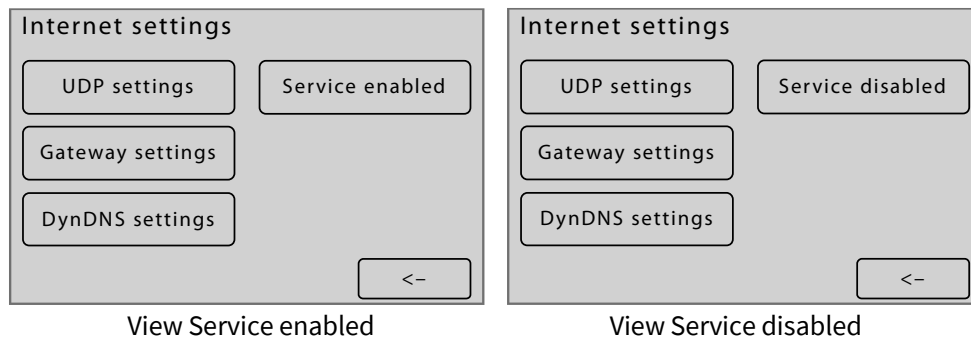 Internet settings
UDP settings
Service enabled
Gateway settings
DynDNS settings
<–
View Service enabled
Internet settings
UDP settings
Service disabled
Gateway settings
DynDNS settings
<–
View Service disabled